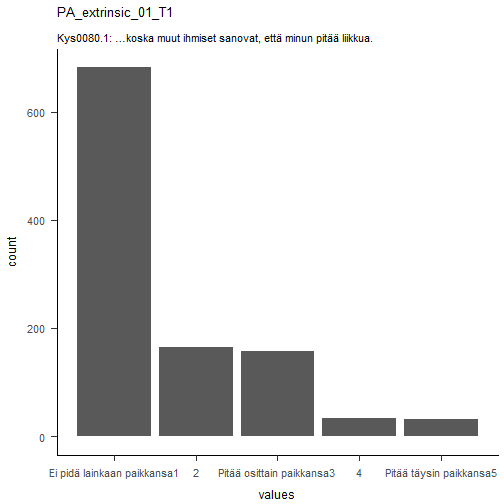 PA_extrinsic_01_T1
Kys0080.1: …koska muut ihmiset sanovat, että minun pitää liikkua.
600
400
200
0
count
Ei pidä lainkaan paikkansa1 2 Pitää osittain paikkansa3 4 Pitää täysin paikkansa5
values